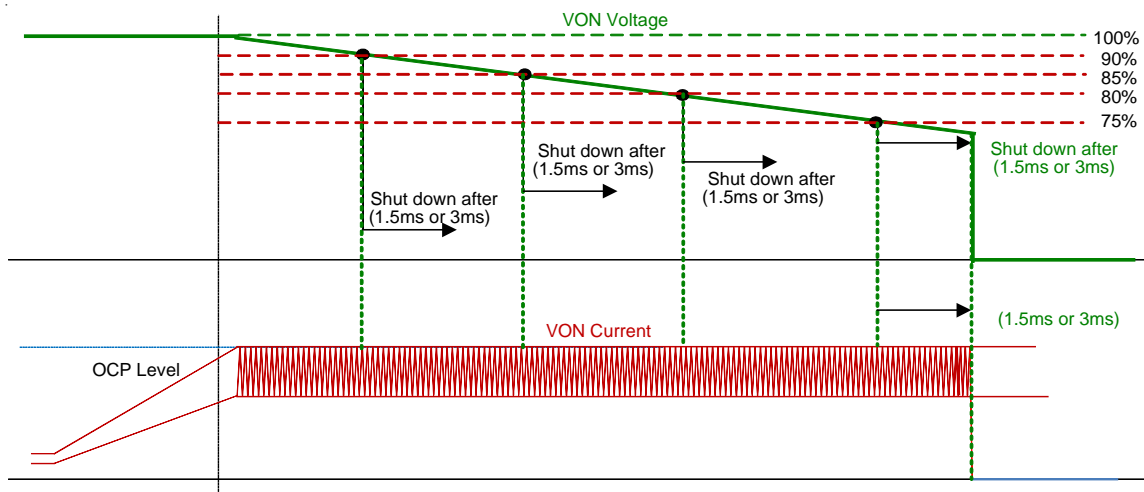 VON Voltage
100%
90%
85%
80%
75%
Shut down after
(1.5ms or 3ms)
Shut down after
(1.5ms or 3ms)
Shut down after
(1.5ms or 3ms)
Shut down after
(1.5ms or 3ms)
VON Current
(1.5ms or 3ms)
OCP Level